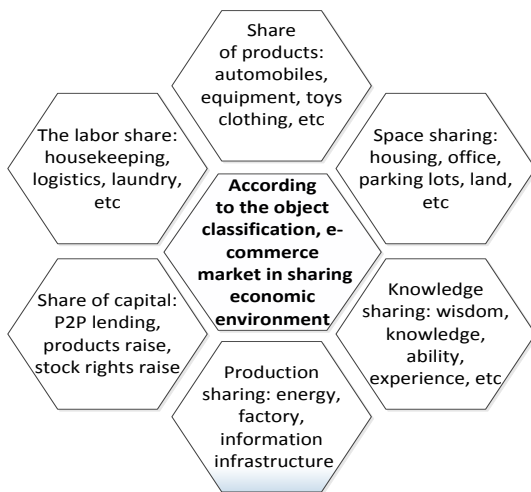 Share
of products:
automobiles,
equipment, toys
clothing, etc
The labor share:
housekeeping,
logistics, laundry,
etc
Space sharing:
housing, office,
parking lots, land,
etc
According
to the object
classification, e-
commerce
market in sharing
economic
environment
Share of capital:
P2P lending,
products raise,
stock rights raise
Knowledge
sharing: wisdom,
knowledge,
ability,
experience, etc
Production
sharing: energy,
factory,
information
infrastructure